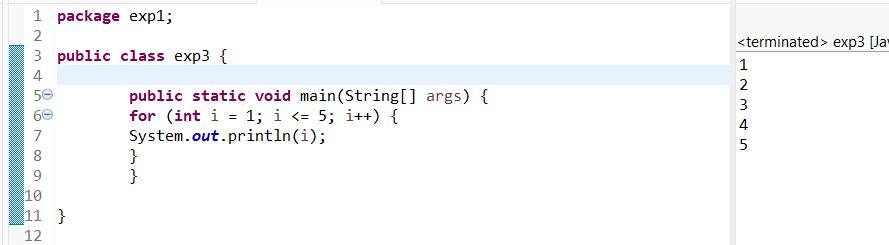 1 package exp1;
2
3 public class exp3 {
4
5 public static void main(String[] args) {
6 for (int i = 1; i <= 5; i++) {
7 System.out.println(i);
8 }
9 }
10
11 }
12
<terminated> exp3 [Ja
1
2
3
4
5